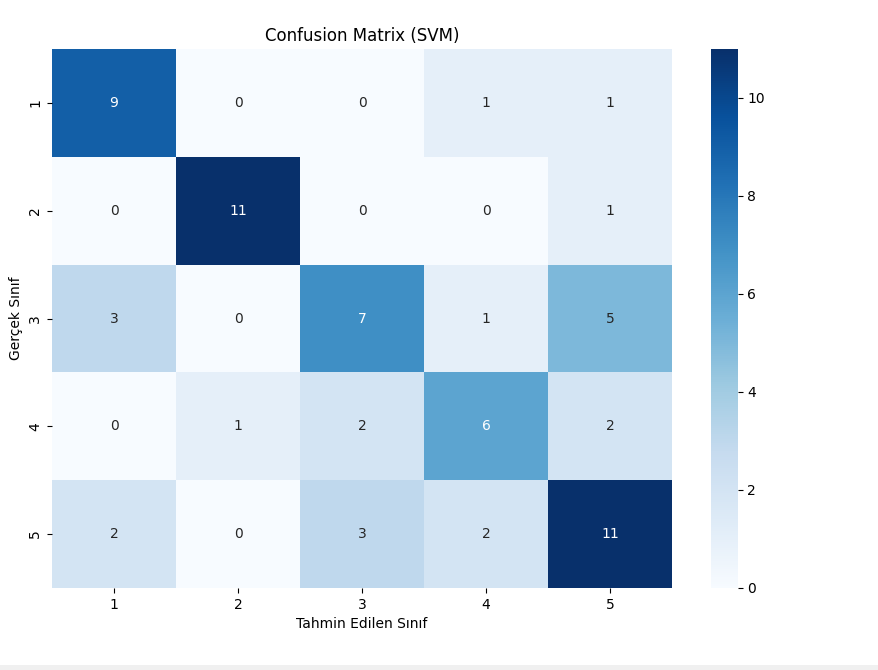 Confusion Matrix (SVM)
1 9 0 0 1 1
2 0 11 0 0 1
3 3 0 7 1 5
4 0 1 2 6 2
5 2 0 3 2 11
1 2 3 4 5
Gerçek Sınıf
Tahmin Edilen Sınıf
10
8
6
4
2
0